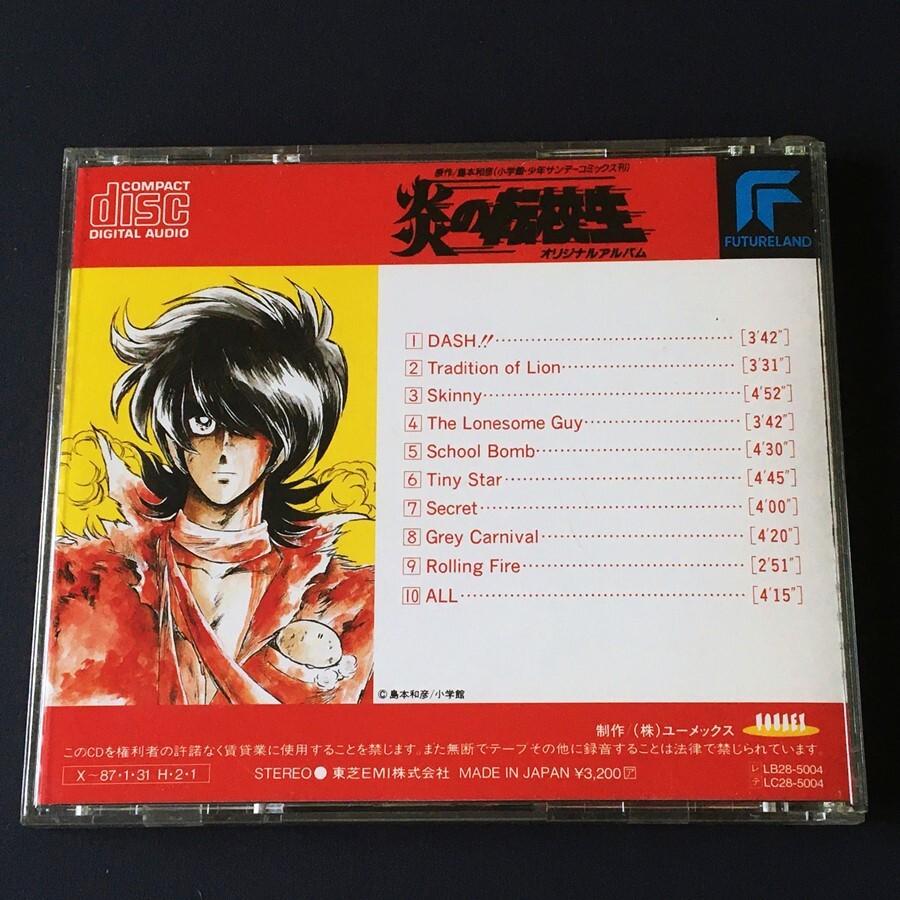 COMPACT
disc
DIGITAL AUDIO
原作/島本和彦(小学館・少年サンデーコミックス刊)
炎の転校生
オリジナルアルバム
FUTURELAND
1 DASH!! [3'42"]
2 Tradition of Lion [3'31"]
3 Skinny [4'52"]
4 The Lonesome Guy [3'42"]
5 School Bomb [4'30"]
6 Tiny Star [4'45"]
7 Secret [4'00"]
8 Grey Carnival [4'20"]
9 Rolling Fire [2'51"]
10 ALL [4'15"]
©島本和彦/小学館
制作/(株)ユーメックス
このCDを権利者の許諾なく賃貸業に使用することを禁じます。また無断でテープその他に録音することは法律で禁じられています。
X~87・1・31 H・2・1
STEREO● 東芝EMI株式会社 MADE IN JAPAN ¥3,200 ア
レ LB28-5004
テ LC28-5004